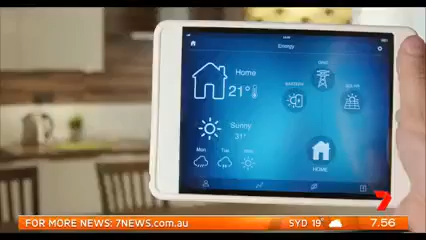 Energy
Home
21°
GRID
BATTERY
SOLAR
Sunny
31°
Mon Tue Wed
HOME
7
FOR MORE NEWS: 7NEWS.com.au
SYD 19°
7.56